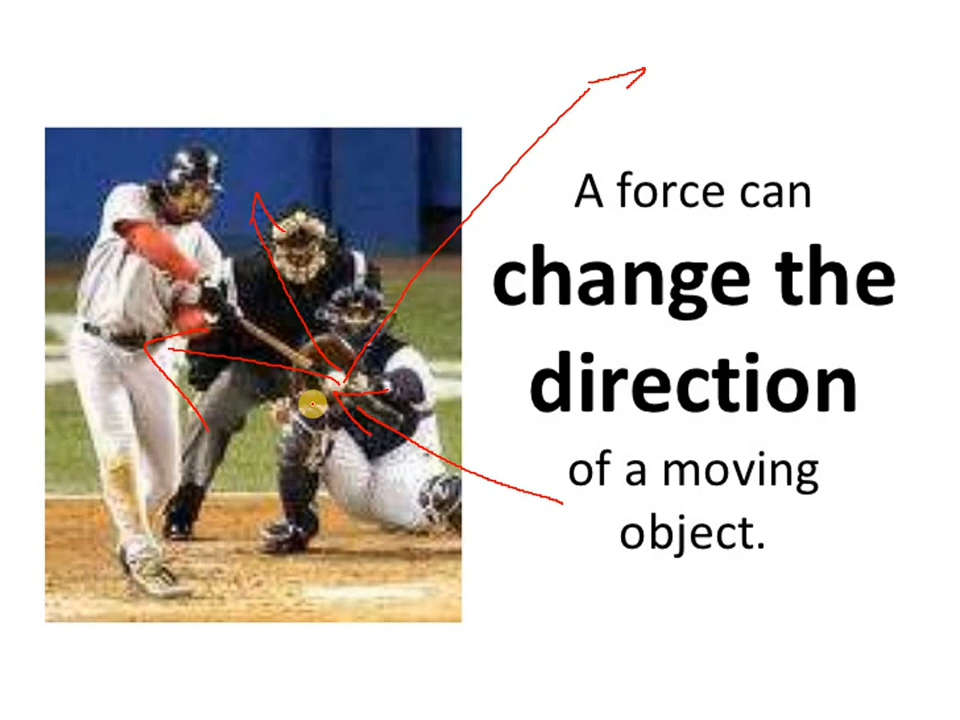 A force can
change the
direction
of a moving
object.